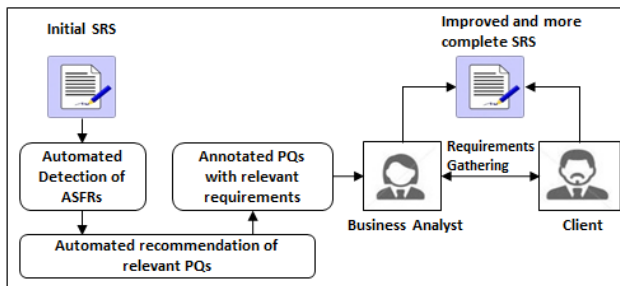 Initial SRS
Improved and more
complete SRS
Automated
Detection of
ASFRs
Annotated PQs
with relevant
requirements
Requirements
Gathering
Business Analyst
Client
Automated recommendation of
relevant PQs